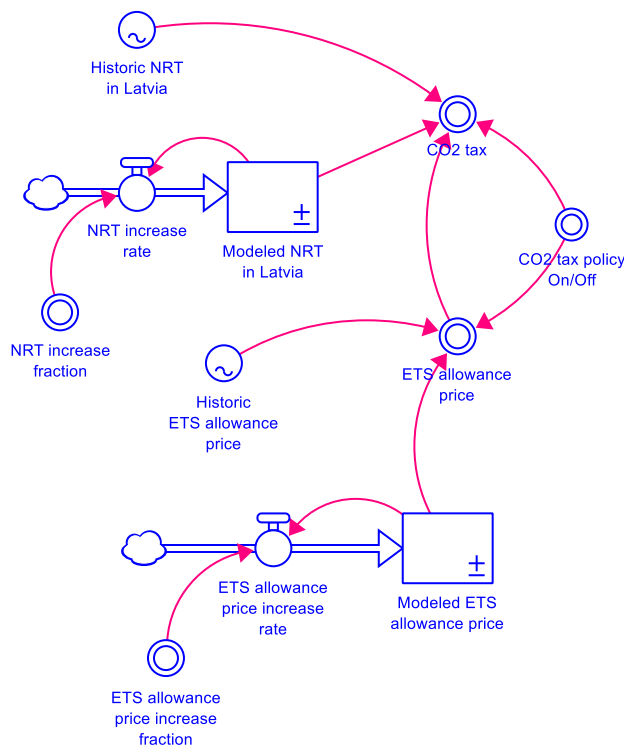 Historic NRT
in Latvia
CO2 tax
NRT increase
rate
Modeled NRT
in Latvia
CO2 tax policy
On/Off
NRT increase
fraction
ETS allowance
price
Historic
ETS allowance
price
ETS allowance
price increase
rate
Modeled ETS
allowance price
ETS allowance
price increase
fraction